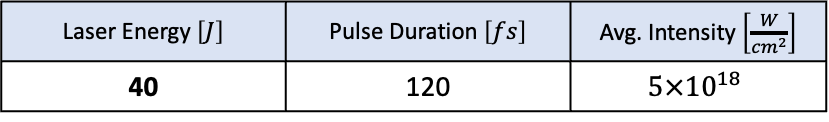 Laser Energy [J] Pulse Duration [fs] Avg. Intensity [W/cm²]
40 120 5×10¹⁸